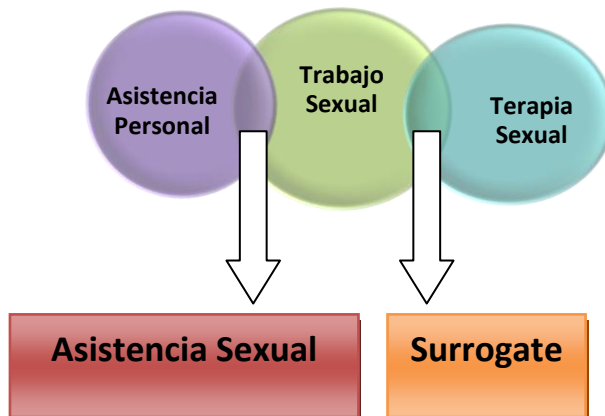 Asistencia
Personal
Trabajo
Sexual
Terapia
Sexual
Asistencia Sexual
Surrogate